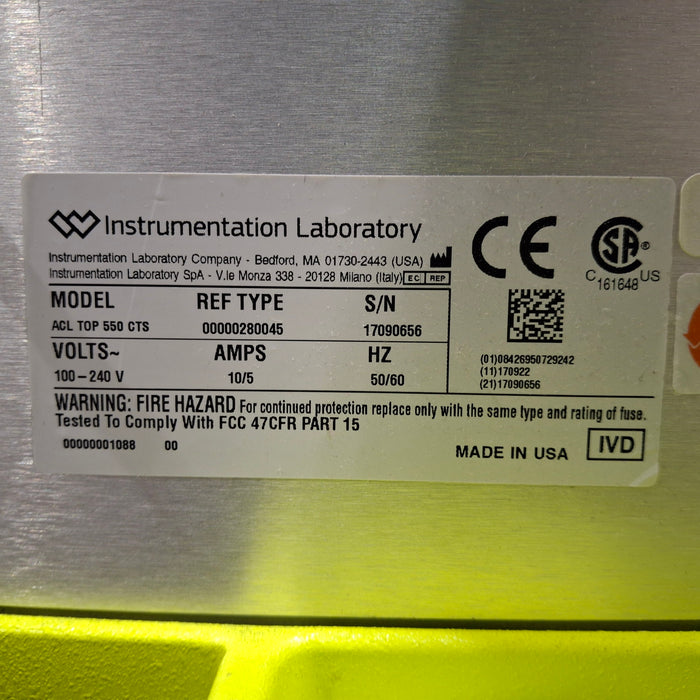 Instrumentation Laboratory
Instrumentation Laboratory Company - Bedford, MA 01730-2443 (USA)
Instrumentation Laboratory SpA - V.le Monza 338 - 20128 Milano (Italy) EC REP
CE
SA ®
C 161648 US
MODEL REF TYPE S/N
ACL TOP 550 CTS 00000280045 17090656
VOLTS~ AMPS HZ
100-240 V 10/5 50/60
(01)08426950729242
(11)170922
(21)17090656
WARNING: FIRE HAZARD For continued protection replace only with the same type and rating of fuse.
Tested To Comply With FCC 47CFR PART 15
00000001088 00
MADE IN USA IVD